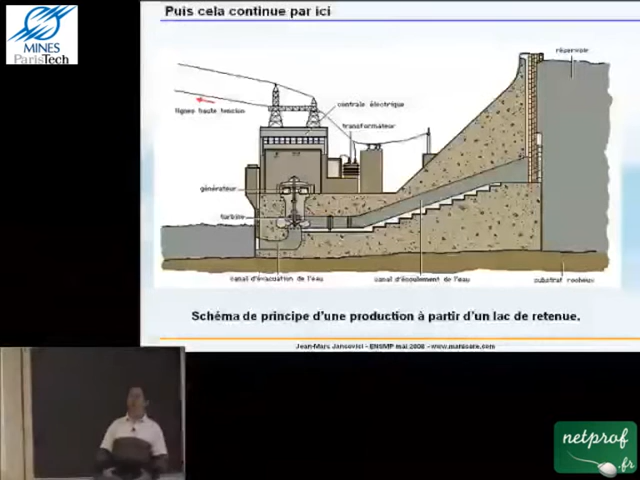 Puis cela continue par ici
MINES
ParisTech
réservoir
centrale électrique
lignes haute tension
transformateur
générateur
turbine
canal d'évacuation de l'eau
canal d'écoulement de l'eau
substrat rocheux
Schéma de principe d'une production à partir d'un lac de retenue.
Jean-Marc Jancovici - ENSMP mai 2008 - www.manicore.com
netprof
.fr